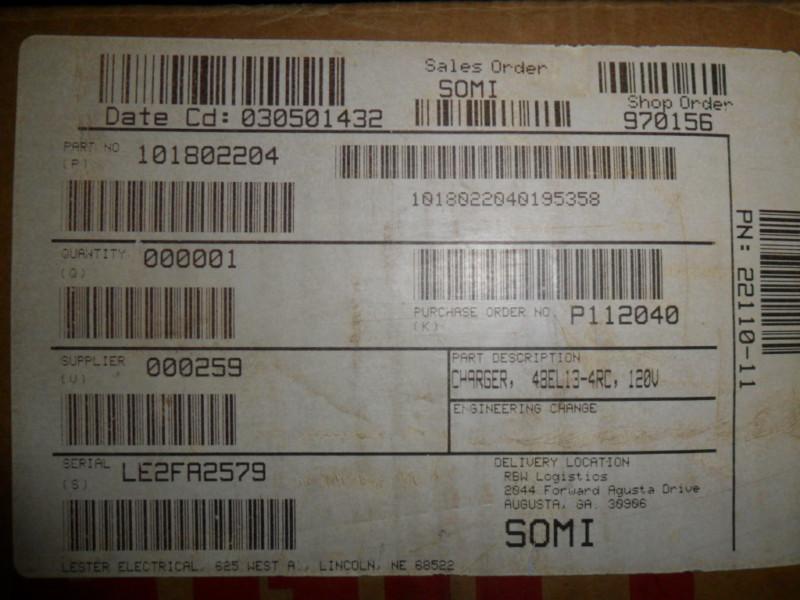 Sales Order
SOMI
Date Cd: 030501432
Shop Order
970156
PART NO
(P)
101802204
1018022040195358
QUANTITY
(Q)
000001
PURCHASE ORDER NO.
(K)
P112040
SUPPLIER
(V)
000259
PART DESCRIPTION
CHARGER, 48EL13-4RC, 120V
ENGINEERING CHANGE
SERIAL
(S)
LE2FA2579
DELIVERY LOCATION
RBW Logistics
2044 Forward Agusta Drive
AUGUSTA, GA. 30906
SOMI
LESTER ELECTRICAL, 625 WEST A., LINCOLN, NE 68522
PN: 22110-11